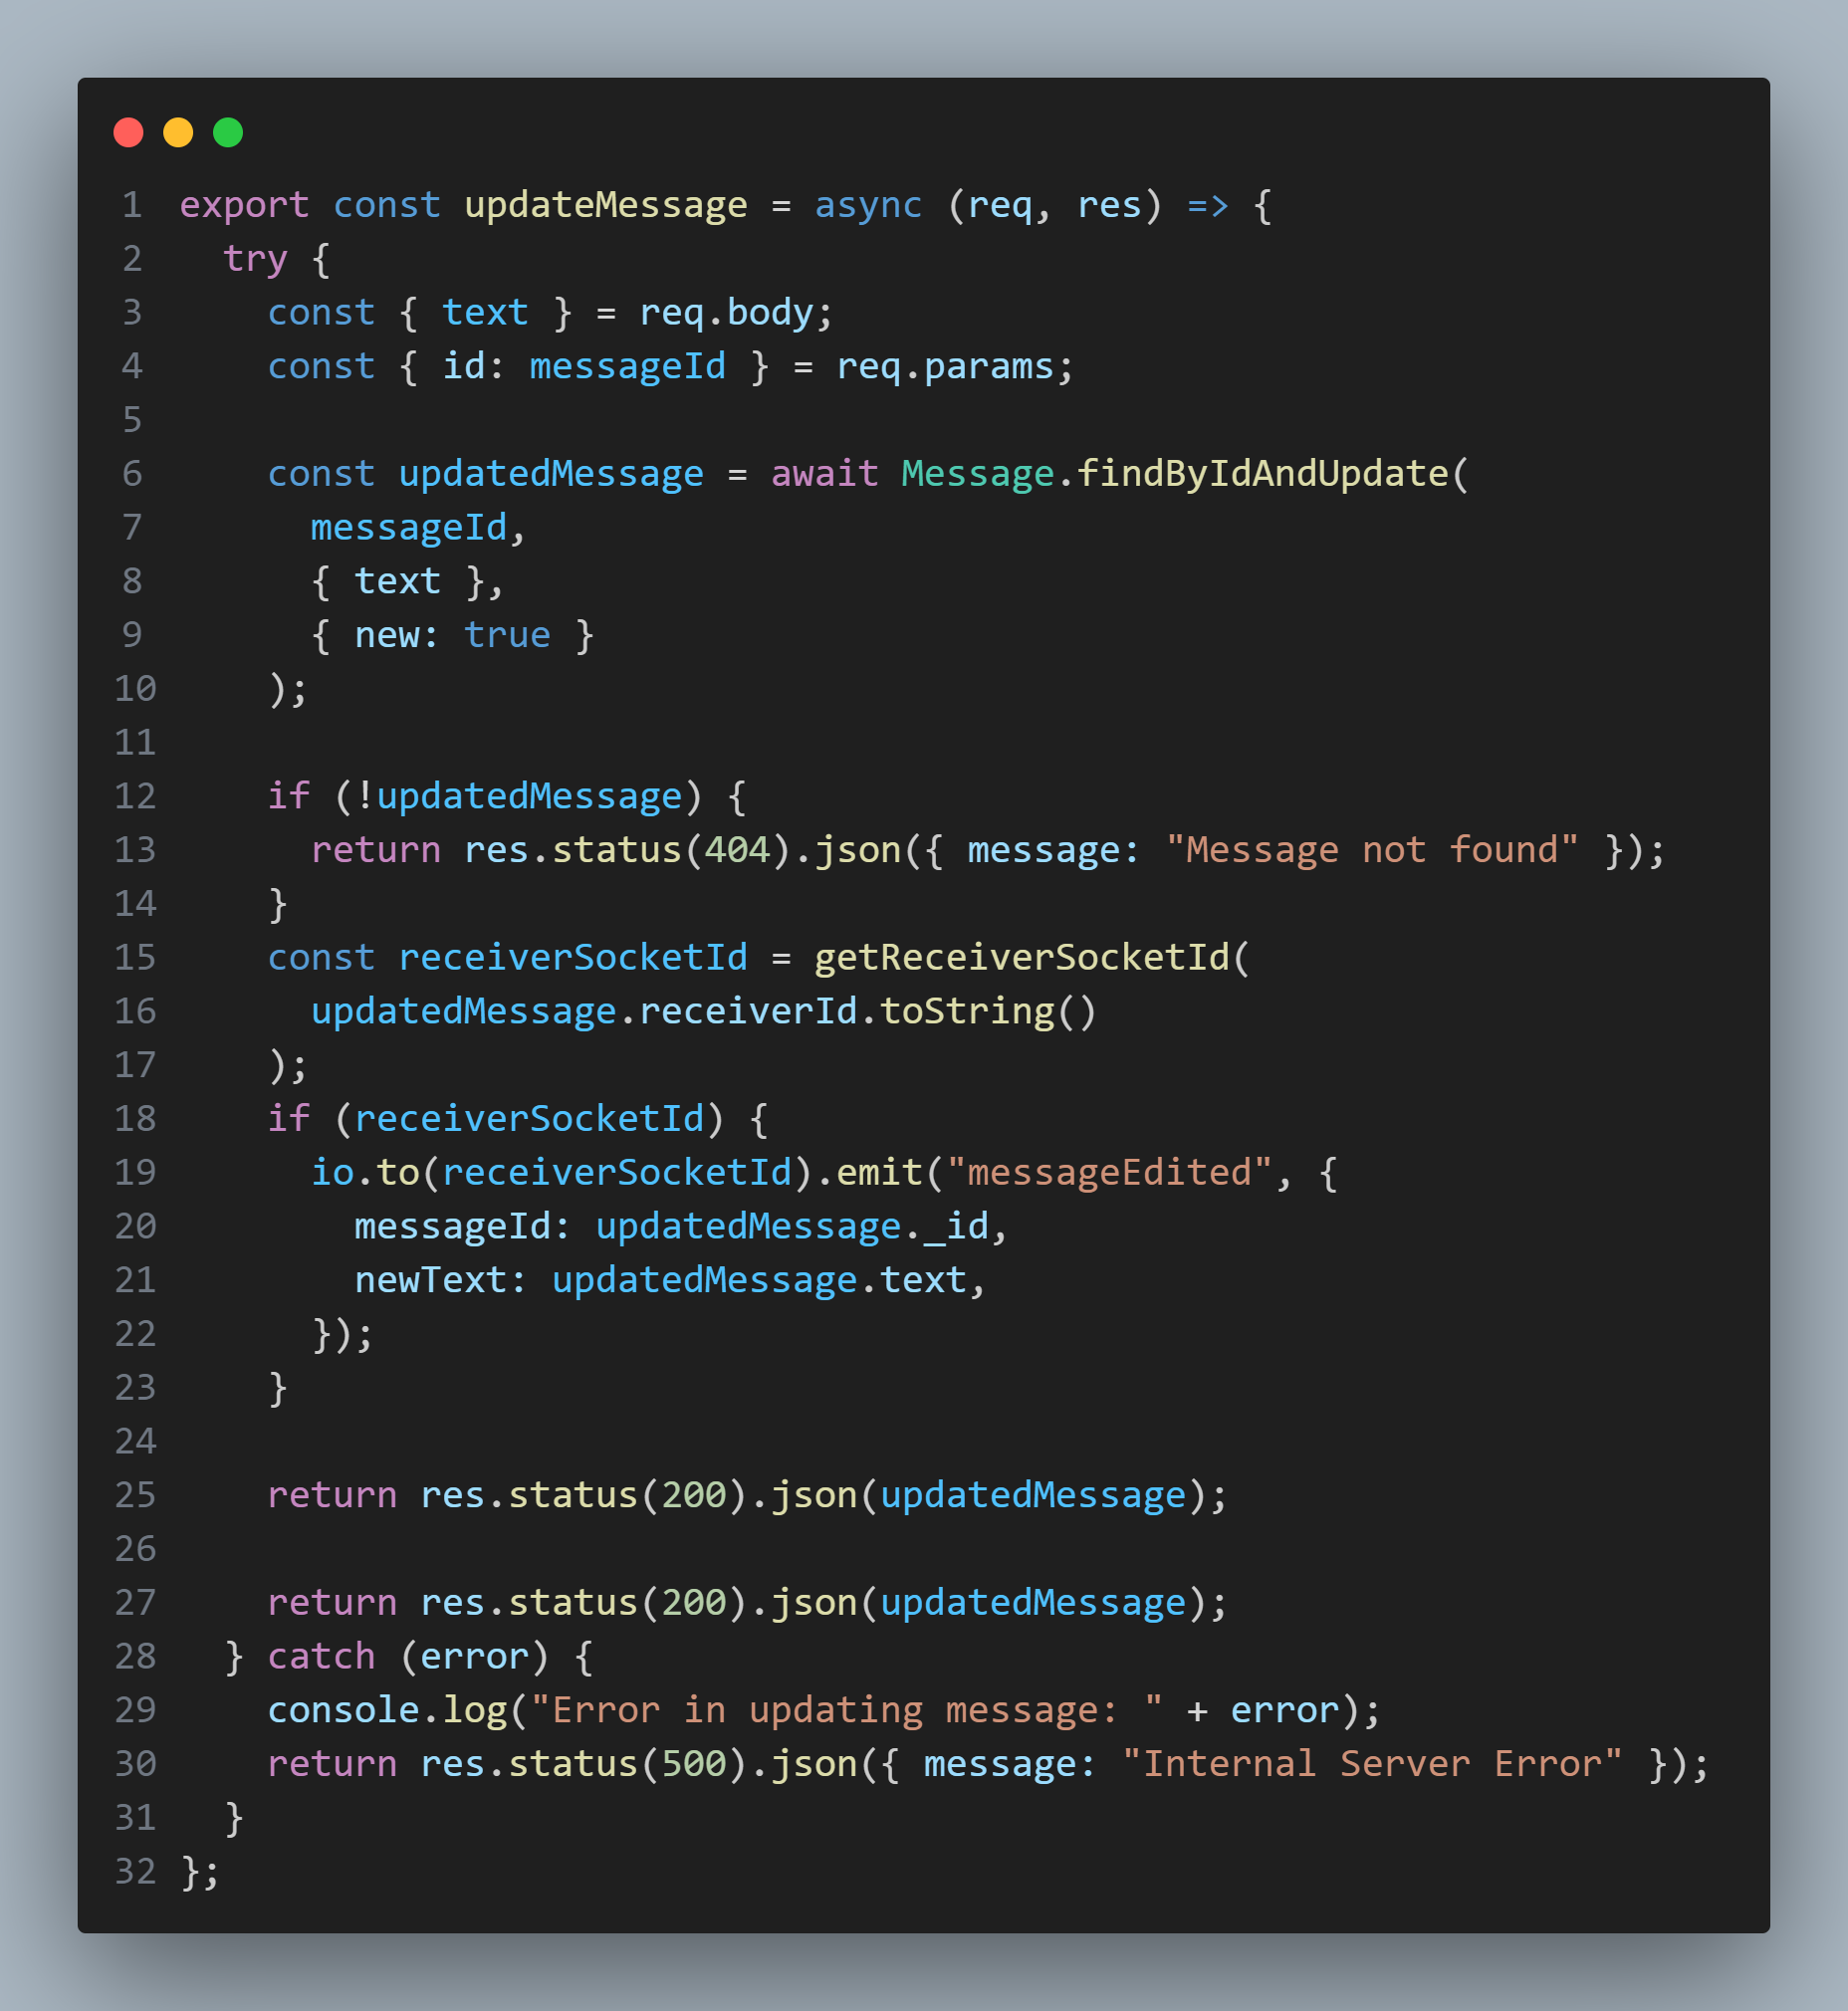 1 export const updateMessage = async (req, res) => {
2   try {
3     const { text } = req.body;
4     const { id: messageId } = req.params;
5
6     const updatedMessage = await Message.findByIdAndUpdate(
7       messageId,
8       { text },
9       { new: true }
10     );
11
12     if (!updatedMessage) {
13       return res.status(404).json({ message: "Message not found" });
14     }
15     const receiverSocketId = getReceiverSocketId(
16       updatedMessage.receiverId.toString()
17     );
18     if (receiverSocketId) {
19       io.to(receiverSocketId).emit("messageEdited", {
20         messageId: updatedMessage._id,
21         newText: updatedMessage.text,
22       });
23     }
24
25     return res.status(200).json(updatedMessage);
26
27     return res.status(200).json(updatedMessage);
28   } catch (error) {
29     console.log("Error in updating message: " + error);
30     return res.status(500).json({ message: "Internal Server Error" });
31   }
32 };